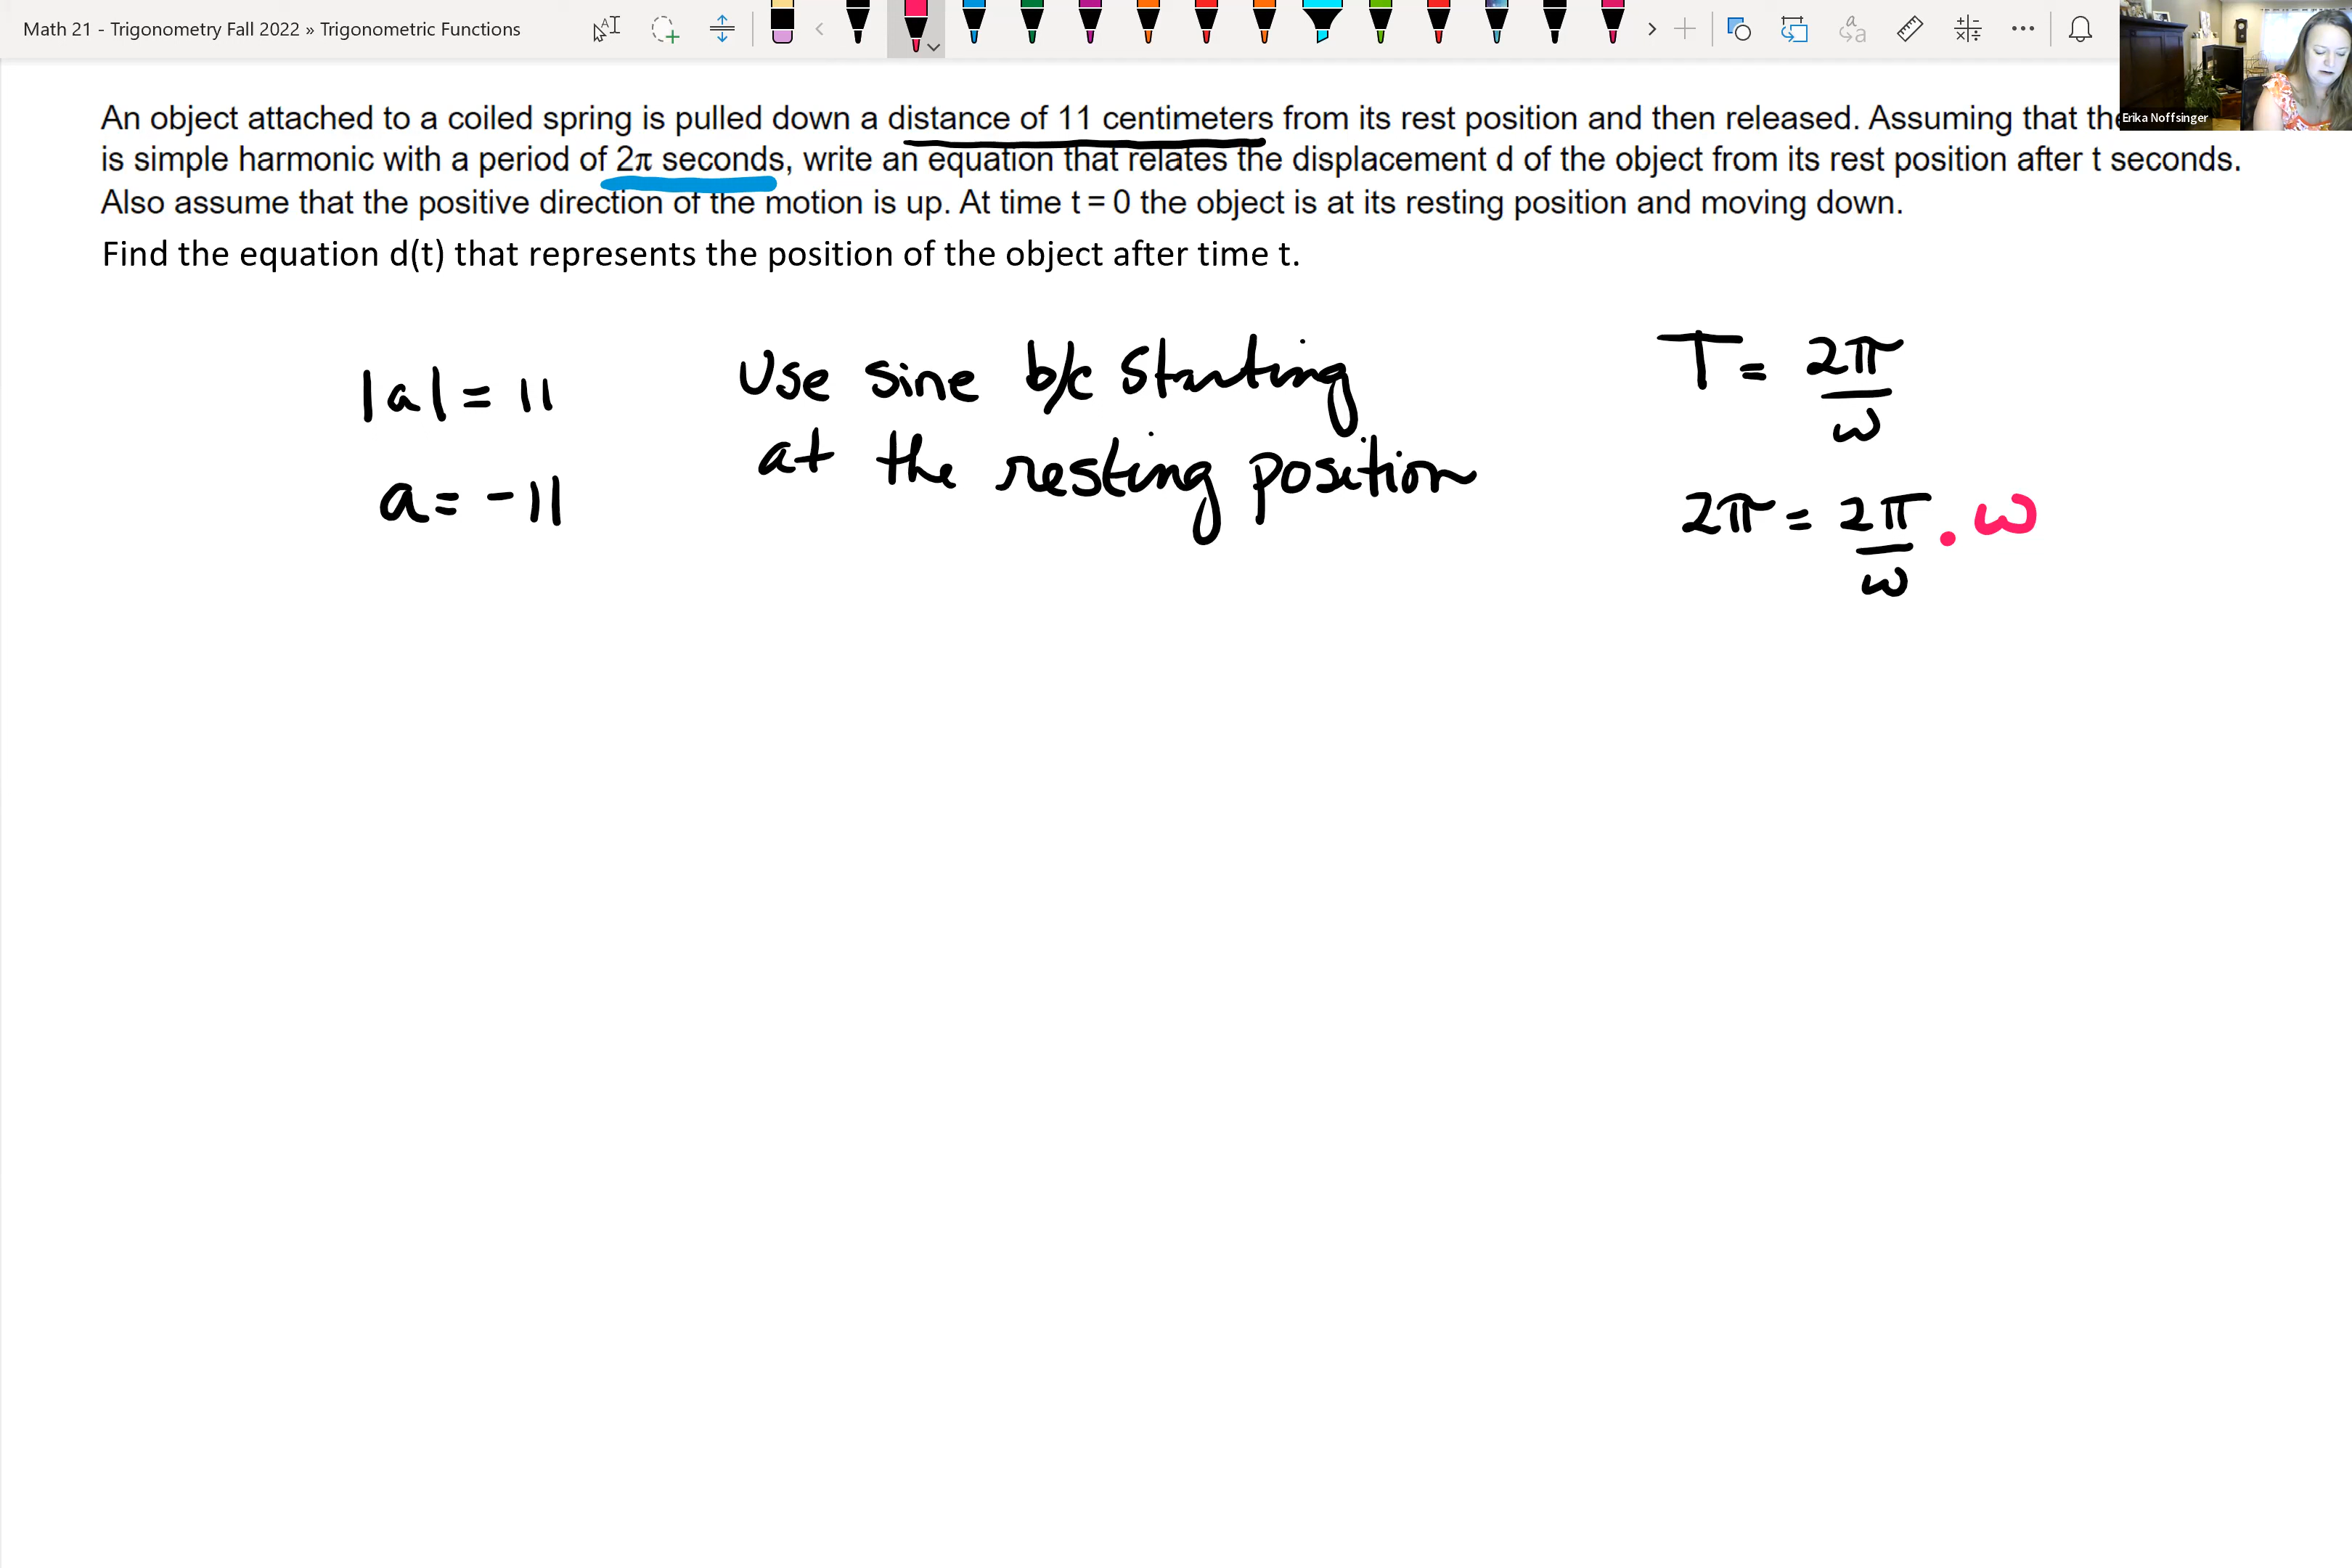 Math 21 - Trigonometry Fall 2022 » Trigonometric Functions
Erika Noffsinger
An object attached to a coiled spring is pulled down a distance of 11 centimeters from its rest position and then released. Assuming that the
is simple harmonic with a period of 2π seconds, write an equation that relates the displacement d of the object from its rest position after t seconds.
Also assume that the positive direction of the motion is up. At time t = 0 the object is at its resting position and moving down.
Find the equation d(t) that represents the position of the object after time t.
|a| = 11
a = -11
Use sine b/c starting
at the resting position
T = 2π/ω
2π = 2π/ω · ω